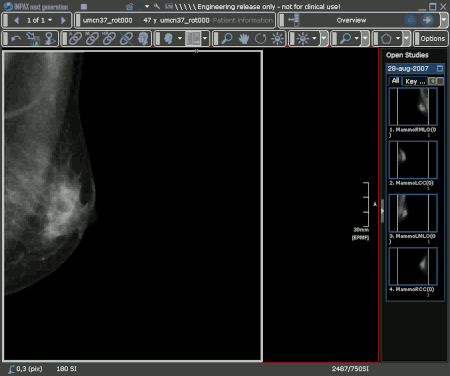 IMPAX next generation
\\\\\ Engineering release only - not for clinical use!
1 of 1
umcn37_rot000 47 y umcn37_rot000 Patient information
Overview
Options
Open Studies
28-aug-2007
All Key ...
1. MammoRMLO(0
)
1
2. MammoLCC(0)
1
A
30mm
[ERMF]
3. MammoLMLO(0
)
1
4. MammoRCC(0)
1
0,3 (pix) 180 SI 2487/750SI